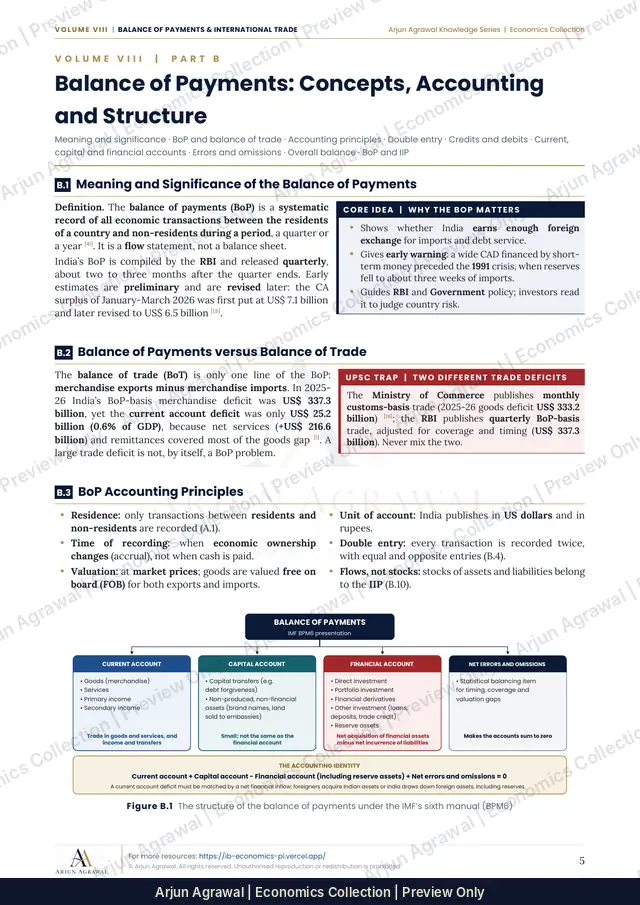 VOLUME VIII | BALANCE OF PAYMENTS & INTERNATIONAL TRADE
Arjun Agrawal Knowledge Series | Economics Collection
VOLUME VIII | PART B
Balance of Payments: Concepts, Accounting
and Structure
Meaning and significance · BoP and balance of trade · Accounting principles · Double entry · Credits and debits · Current,
capital and financial accounts · Errors and omissions · Overall balance · BoP and IIP
B.1 Meaning and Significance of the Balance of Payments
Definition. The balance of payments (BoP) is a systematic
record of all economic transactions between the residents
of a country and non-residents during a period, a quarter or
a year [40]. It is a flow statement, not a balance sheet.
India's BoP is compiled by the RBI and released quarterly,
about two to three months after the quarter ends. Early
estimates are preliminary and are revised later: the CA
surplus of January-March 2026 was first put at US$ 7.1 billion
and later revised to US$ 6.5 billion [15].
CORE IDEA | WHY THE BOP MATTERS
• Shows whether India earns enough foreign
exchange for imports and debt service.
• Gives early warning: a wide CAD financed by short-
term money preceded the 1991 crisis, when reserves
fell to about three weeks of imports.
• Guides RBI and Government policy; investors read
it to judge country risk.
B.2 Balance of Payments versus Balance of Trade
The balance of trade (BoT) is only one line of the BoP:
merchandise exports minus merchandise imports. In 2025-
26 India's BoP-basis merchandise deficit was US$ 337.3
billion, yet the current account deficit was only US$ 25.2
billion (0.6% of GDP), because net services (+US$ 216.6
billion) and remittances covered most of the goods gap [1]. A
large trade deficit is not, by itself, a BoP problem.
UPSC TRAP | TWO DIFFERENT TRADE DEFICITS
The Ministry of Commerce publishes monthly
customs-basis trade (2025-26 goods deficit US$ 333.2
billion) [28]; the RBI publishes quarterly BoP-basis
trade, adjusted for coverage and timing (US$ 337.3
billion). Never mix the two.
B.3 BoP Accounting Principles
• Residence: only transactions between residents and
non-residents are recorded (A.1).
• Time of recording: when economic ownership
changes (accrual), not when cash is paid.
• Valuation: at market prices; goods are valued free on
board (FOB) for both exports and imports.
• Unit of account: India publishes in US dollars and in
rupees.
• Double entry: every transaction is recorded twice,
with equal and opposite entries (B.4).
• Flows, not stocks: stocks of assets and liabilities belong
to the IIP (B.10).
BALANCE OF PAYMENTS
IMF BPM6 presentation
CURRENT ACCOUNT
• Goods (merchandise)
• Services
• Primary income
• Secondary income
Trade in goods and services, and
income and transfers
CAPITAL ACCOUNT
• Capital transfers (e.g.
debt forgiveness)
• Non-produced, non-financial
assets (brand names, land
sold to embassies)
Small; not the same as the
financial account
FINANCIAL ACCOUNT
• Direct investment
• Portfolio investment
• Financial derivatives
• Other investment (loans,
deposits, trade credit)
• Reserve assets
Net acquisition of financial assets
minus net incurrence of liabilities
NET ERRORS AND OMISSIONS
• Statistical balancing item
for timing, coverage and
valuation gaps
Makes the accounts sum to zero
THE ACCOUNTING IDENTITY
Current account + Capital account - Financial account (including reserve assets) + Net errors and omissions = 0
A current account deficit must be matched by a net financial inflow: foreigners acquire Indian assets or India draws down foreign assets, including reserves
Figure B.1 The structure of the balance of payments under the IMF's sixth manual (BPM6)
ARJUN AGRAWAL
For more resources: https://ib-economics-pi.vercel.app/
© Arjun Agrawal. All rights reserved. Unauthorised reproduction or redistribution is prohibited
5
Arjun Agrawal | Economics Collection | Preview Only